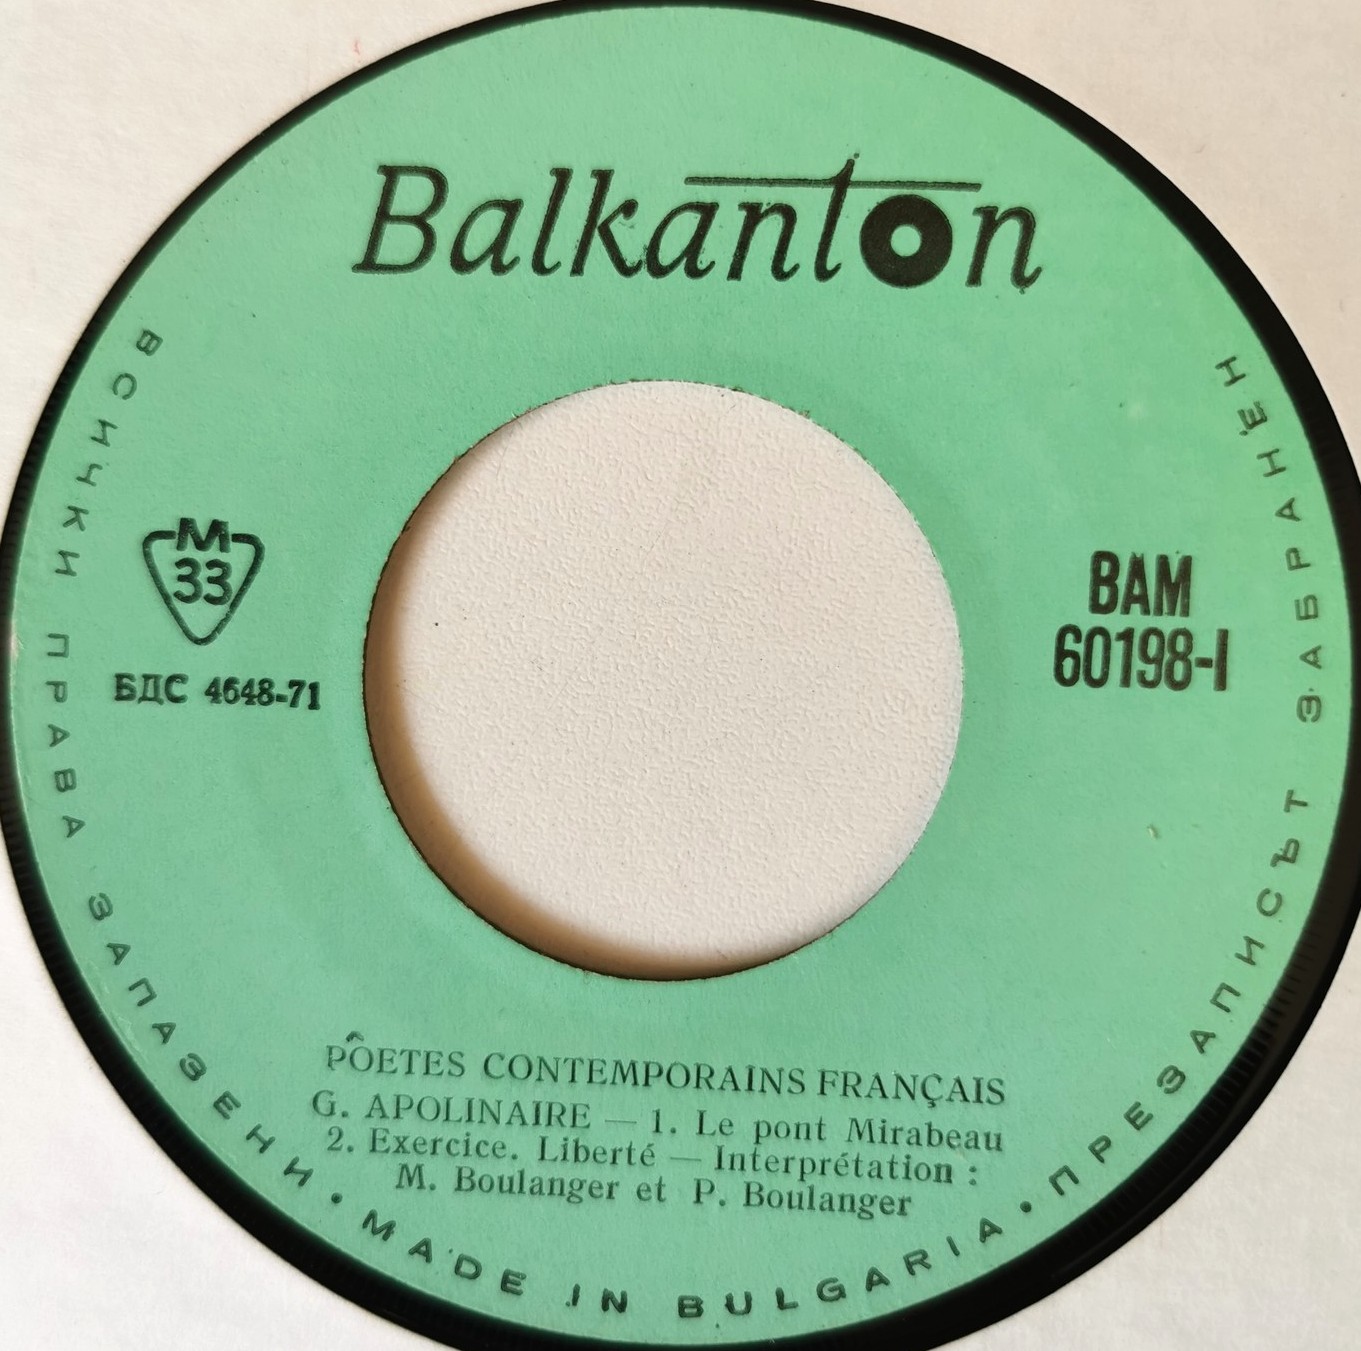 Balkanton
M
33
БДС 4648-71
BAM
60198-I
PÔETES CONTEMPORAINS FRANÇAIS
G. APOLINAIRE — 1. Le pont Mirabeau
2. Exercice. Liberté — Interprétation :
M. Boulanger et P. Boulanger
ВСИЧКИ ПРАВА ЗАПАЗЕНИ • MADE IN BULGARIA • ПРЕЗАПИСЪТ ЗАБРАНЕН